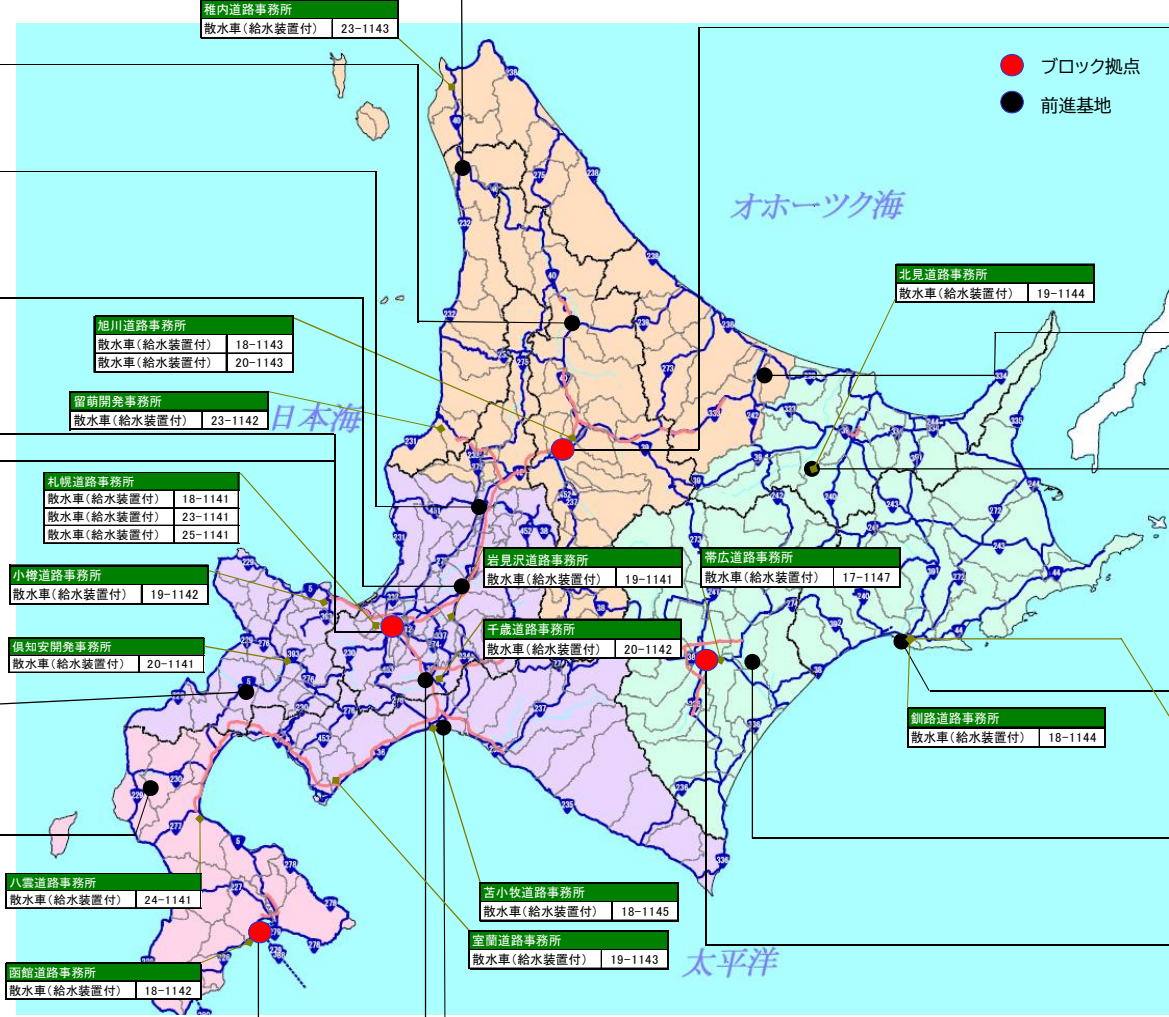 稚内道路事務所
散水車(給水装置付) 23-1143
ブロック拠点
前進基地
オホーツク海
北見道路事務所
散水車(給水装置付) 19-1144
旭川道路事務所
散水車(給水装置付) 18-1143
散水車(給水装置付) 20-1143
留萌開発事務所
散水車(給水装置付) 23-1142
日本海
札幌道路事務所
散水車(給水装置付) 18-1141
散水車(給水装置付) 23-1141
散水車(給水装置付) 25-1141
岩見沢道路事務所
散水車(給水装置付) 19-1141
帯広道路事務所
散水車(給水装置付) 17-1147
小樽道路事務所
散水車(給水装置付) 19-1142
千歳道路事務所
散水車(給水装置付) 20-1142
倶知安開発事務所
散水車(給水装置付) 20-1141
釧路道路事務所
散水車(給水装置付) 18-1144
八雲道路事務所
散水車(給水装置付) 24-1141
苫小牧道路事務所
散水車(給水装置付) 18-1145
室蘭道路事務所
散水車(給水装置付) 19-1143
太平洋
函館道路事務所
散水車(給水装置付) 18-1142